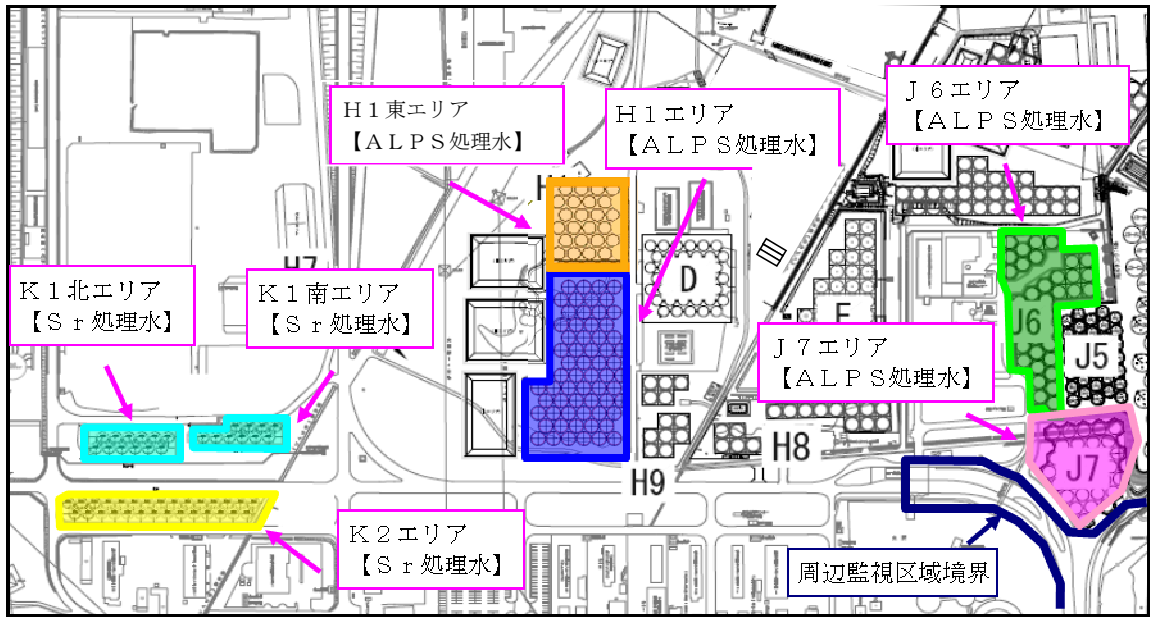 J6エリア
【ALPS処理水】
H1東エリア
【ALPS処理水】
H1エリア
【ALPS処理水】
K1北エリア
【Sr処理水】
K1南エリア
【Sr処理水】
H7
D
J6
J5
J7エリア
【ALPS処理水】
H8
J7
H9
K2エリア
【Sr処理水】
周辺監視区域境界